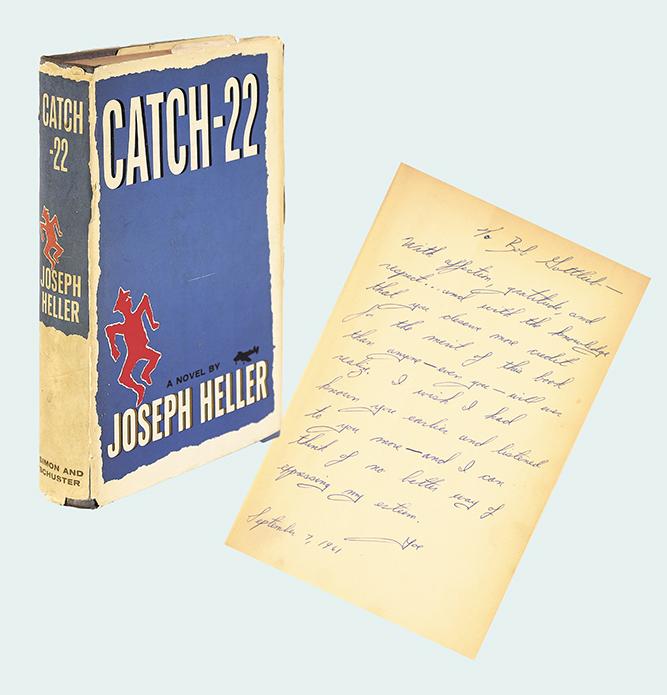 CATCH
-22
JOSEPH
HELLER
SIMON AND
SCHUSTER
CATCH-22
A NOVEL BY
JOSEPH HELLER
To Bob Gottlieb—
With affection, gratitude and
respect...and with the knowledge
that you deserve more credit
for the merit of this book
than anyone—even you—will ever
realize. I wish I had
known you earlier and listened
to you more—and I can
think of no better way of
expressing my esteem.
—Joe
September 7, 1961